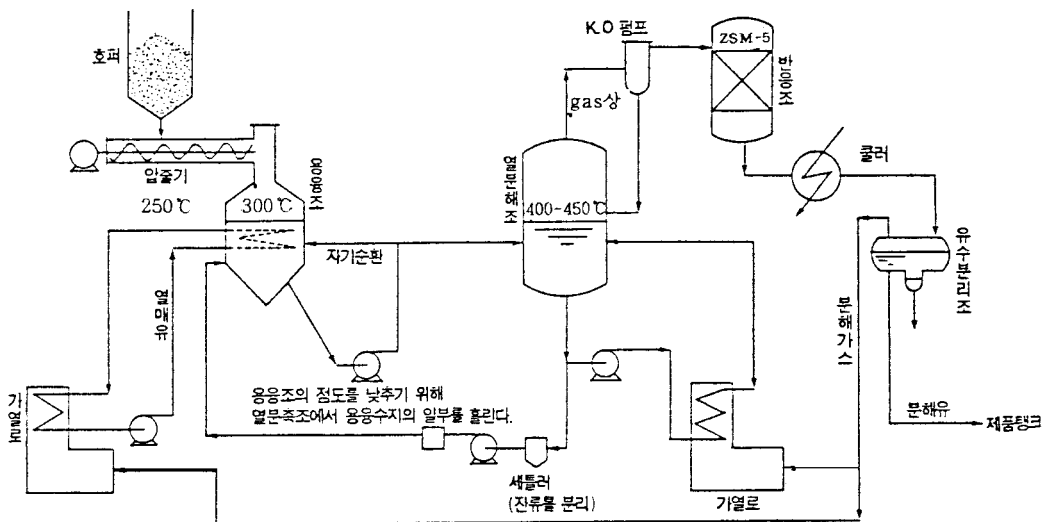 호퍼
압출기
250℃
300℃
용융조
자기순환
열매유
가열로
용융조의 점도를 낮추기 위해
열분측조에서 용융수지의 일부를 흘린다.
세틀러
(잔류물 분리)
열분해조
400-450℃
gas상
K.O 펌프
ZSM-5
반응조
쿨러
유수분리조
분해가스
분해유
제품탱크
가열로